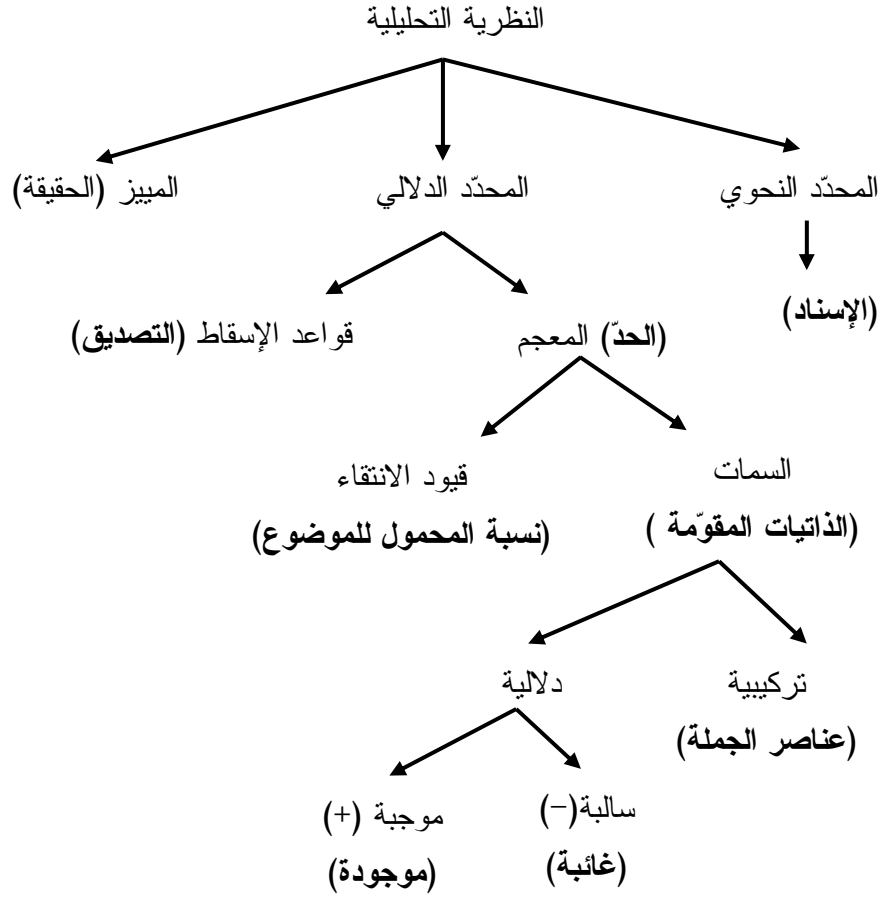 النظرية التحليلية
المحدّد النحوي المحدّد الدلالي المييز (الحقيقة)
(الإسناد)
(الحدّ) المعجم قواعد الإسقاط (التصديق)
السمات قيود الانتقاء
(الذاتيات المقوّمة ) (نسبة المحمول للموضوع)
تركيبية دلالية
(عناصر الجملة)
سالبة(−) موجبة (+)
(غائبة) (موجودة)